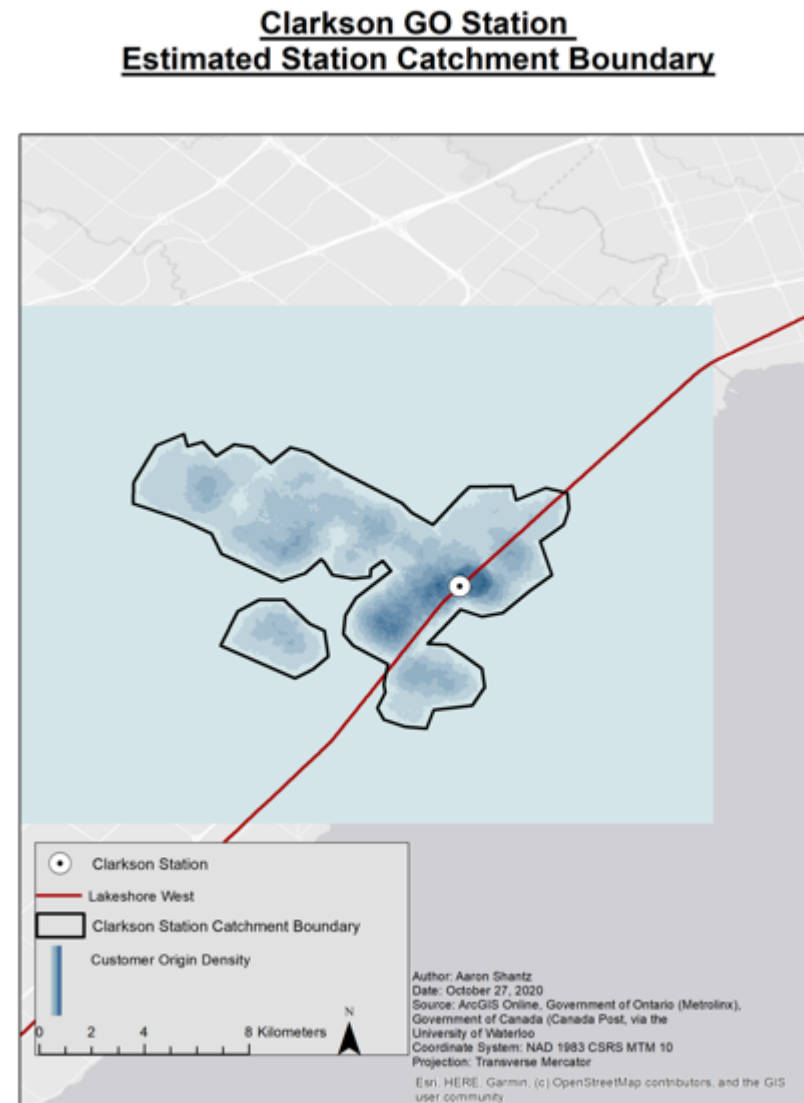 Clarkson GO Station
Estimated Station Catchment Boundary
Clarkson Station
Lakeshore West
Clarkson Station Catchment Boundary
Customer Origin Density
N
0 2 4 8 Kilometers
Author: Aaron Shantz
Date: October 27, 2020
Source: ArcGIS Online, Government of Ontario (Metrolinx),
Government of Canada (Canada Post, via the
University of Waterloo
Coordinate System: NAD 1983 CSRS MTM 10
Projection: Transverse Mercator
Esri, HERE, Garmin, (c) OpenStreetMap contributors, and the GIS
user community